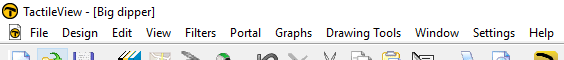 TactileView - [Big dipper]
File Design Edit View Filters Portal Graphs Drawing Tools Window Settings Help